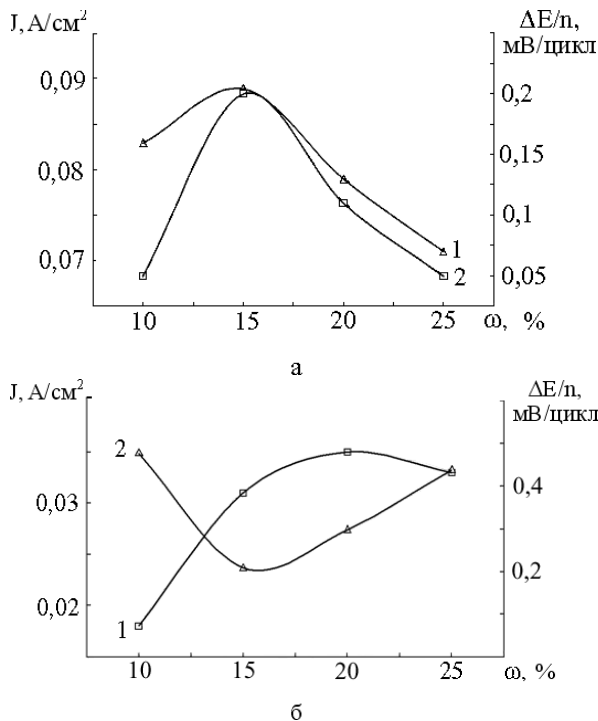 J, А/см²
ΔE/n,
мВ/цикл
0,09
0,08
0,07
0,2
0,15
0,1
0,05
1
2
10
15
20
25
ω, %
а
J, А/см²
ΔE/n,
мВ/цикл
2
0,03
0,02
1
0,4
0,2
10
15
20
25
ω, %
б